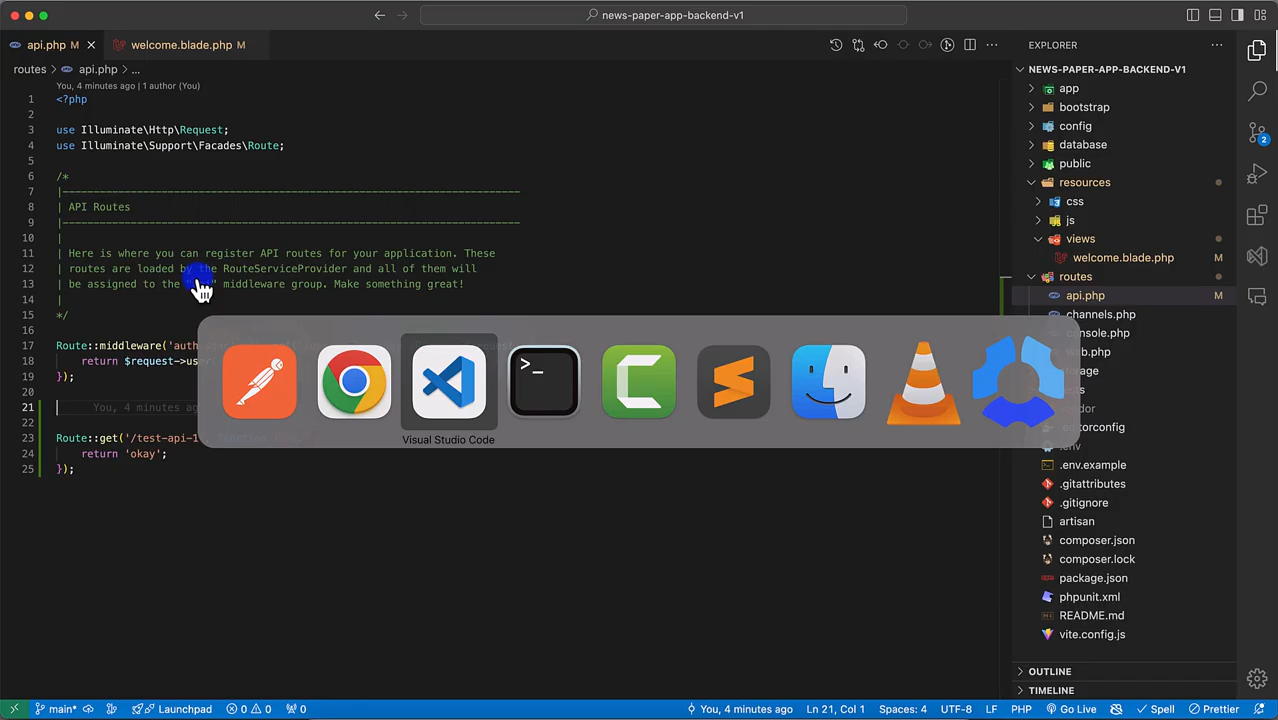 news-paper-app-backend-v1
api.php M
welcome.blade.php M
EXPLORER
routes > api.php > ...
NEWS-PAPER-APP-BACKEND-V1
You, 4 minutes ago | 1 author (You)
1 <?php
2
3 use Illuminate\Http\Request;
4 use Illuminate\Support\Facades\Route;
5
6 /*
7 |--------------------------------------------------------------------------
8 | API Routes
9 |--------------------------------------------------------------------------
10 |
11 | Here is where you can register API routes for your application. These
12 | routes are loaded by the RouteServiceProvider and all of them will
13 | be assigned to the middleware group. Make something great!
14 |
15 */
16
17 Route::middleware('auth
18 return $request->use
19 });
20
21 You, 4 minutes ag
22
23 Route::get('/test-api-1
24 return 'okay';
25 });
Visual Studio Code
app
bootstrap
config
database
public
resources
css
js
views
welcome.blade.php M
routes
api.php M
channels.php
console.php
web.php
storage
.editorconfig
.env
.env.example
.gitattributes
.gitignore
artisan
composer.json
composer.lock
package.json
phpunit.xml
README.md
vite.config.js
OUTLINE
TIMELINE
2
main*
Launchpad
0
0
0
You, 4 minutes ago
Ln 21, Col 1
Spaces: 4
UTF-8
LF
PHP
Go Live
Spell
Prettier